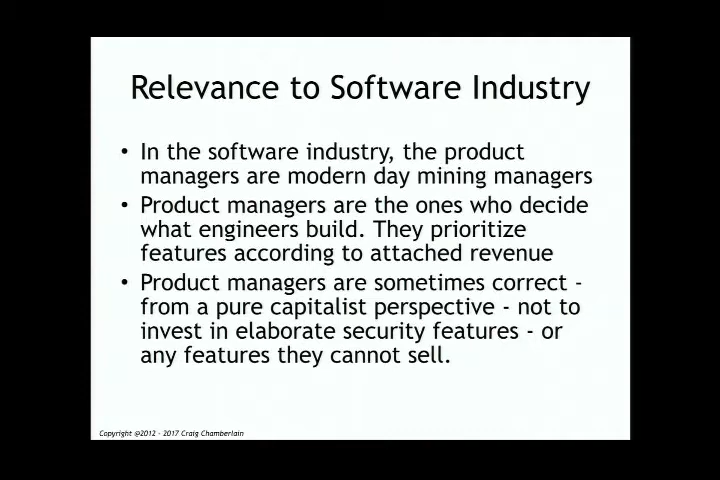 Relevance to Software Industry
• In the software industry, the product
managers are modern day mining managers
• Product managers are the ones who decide
what engineers build. They prioritize
features according to attached revenue
• Product managers are sometimes correct -
from a pure capitalist perspective - not to
invest in elaborate security features - or
any features they cannot sell.
Copyright @2012 - 2017 Craig Chamberlain